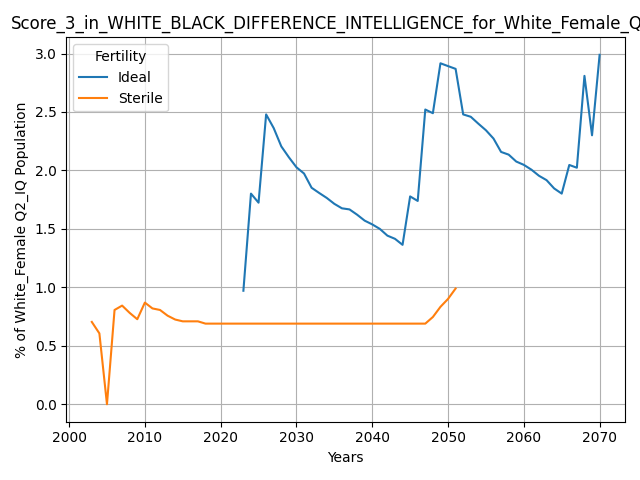 Score_3_in_WHITE_BLACK_DIFFERENCE_INTELLIGENCE_for_White_Female_Q
Fertility
Ideal
Sterile
% of White_Female Q2_IQ Population
3.0
2.5
2.0
1.5
1.0
0.5
0.0
2000 2010 2020 2030 2040 2050 2060 2070
Years